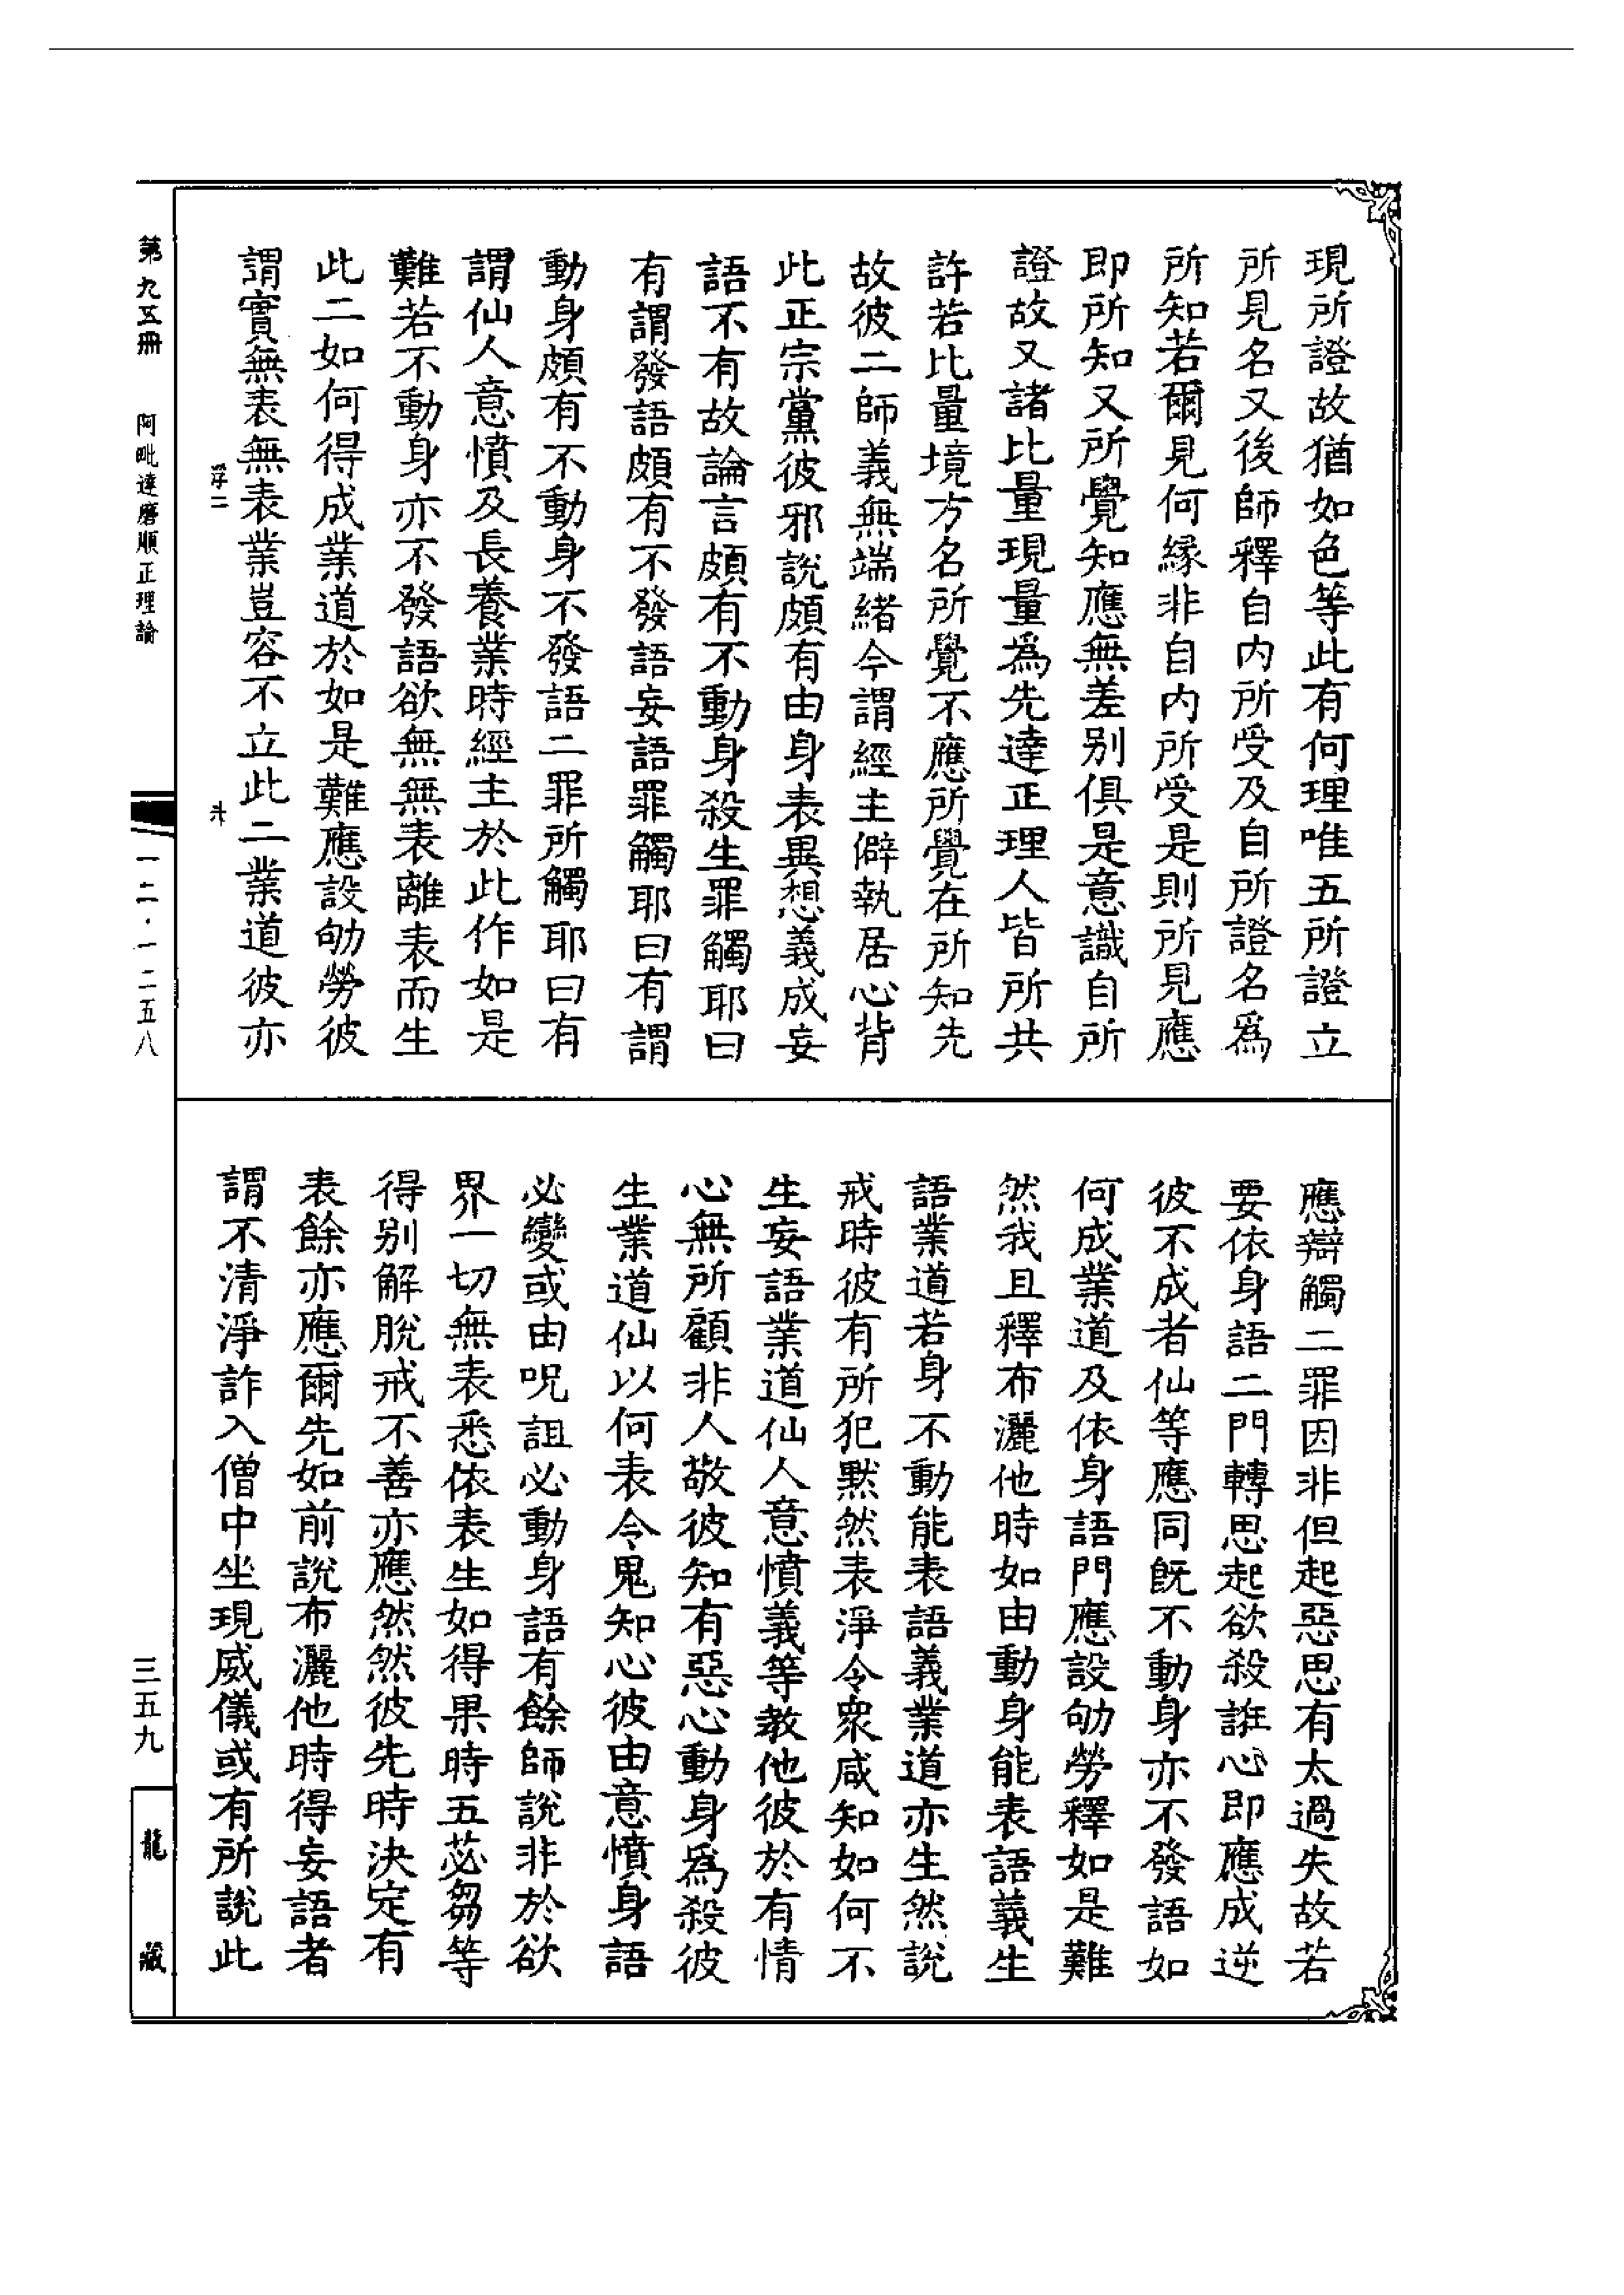 現所證故猶如色等此有何理唯五所證立
所見名又後師釋自内所受及自所證名爲
所知若爾見何緣非自内所受是則所見應
即所知又所覺知應無差别俱是意識自所
證故又諸比量現量爲先達正理人皆所共
許若比量境方名所覺不應所覺在所知先
故彼二師義無端緒今謂經主僻執居心背
此正宗黨彼邪說頗有由身表異想義成妄
語不有故論言頗有不動身殺生罪觸耶曰
有謂發語頗有不發語妄語罪觸耶曰有謂
動身頗有不動身不發語二罪所觸耶曰有
謂仙人意憤及長養業時經主於此作如是
難若不動身亦不發語欲無無表離表而生
此二如何得成業道於如是難應設劬勞彼
謂實無表無表業豈容不立此二業道彼亦
應辯觸二罪因非但起惡思有太過失故若
要依身語二門轉思起欲殺誑心即應成逆
彼不成者仙等應同旣不動身亦不發語如
何成業道及依身語門應設劬勞釋如是難
然我且釋布灑他時如由動身能表語義生
語業道若身不動能表語義業道亦生然說
戒時彼有所犯默然表淨令衆咸知如何不
生妄語業道仙人意憤義等教他彼於有情
心無所顧非人敬彼知有惡心動身爲殺彼
生業道仙以何表令鬼知心彼由意憤身語
必變或由呪詛必動身語有餘師說非於欲
界一切無表悉依表生如得果時五苾芻等
得别解脫戒不善亦應然然彼先時決定有
表餘亦應爾先如前說布灑他時得妄語者
謂不清淨詐入僧中坐現威儀或有所說此
第九五冊
阿毗達磨順正理論
浮二
一二·一二五八
三五九
龍藏